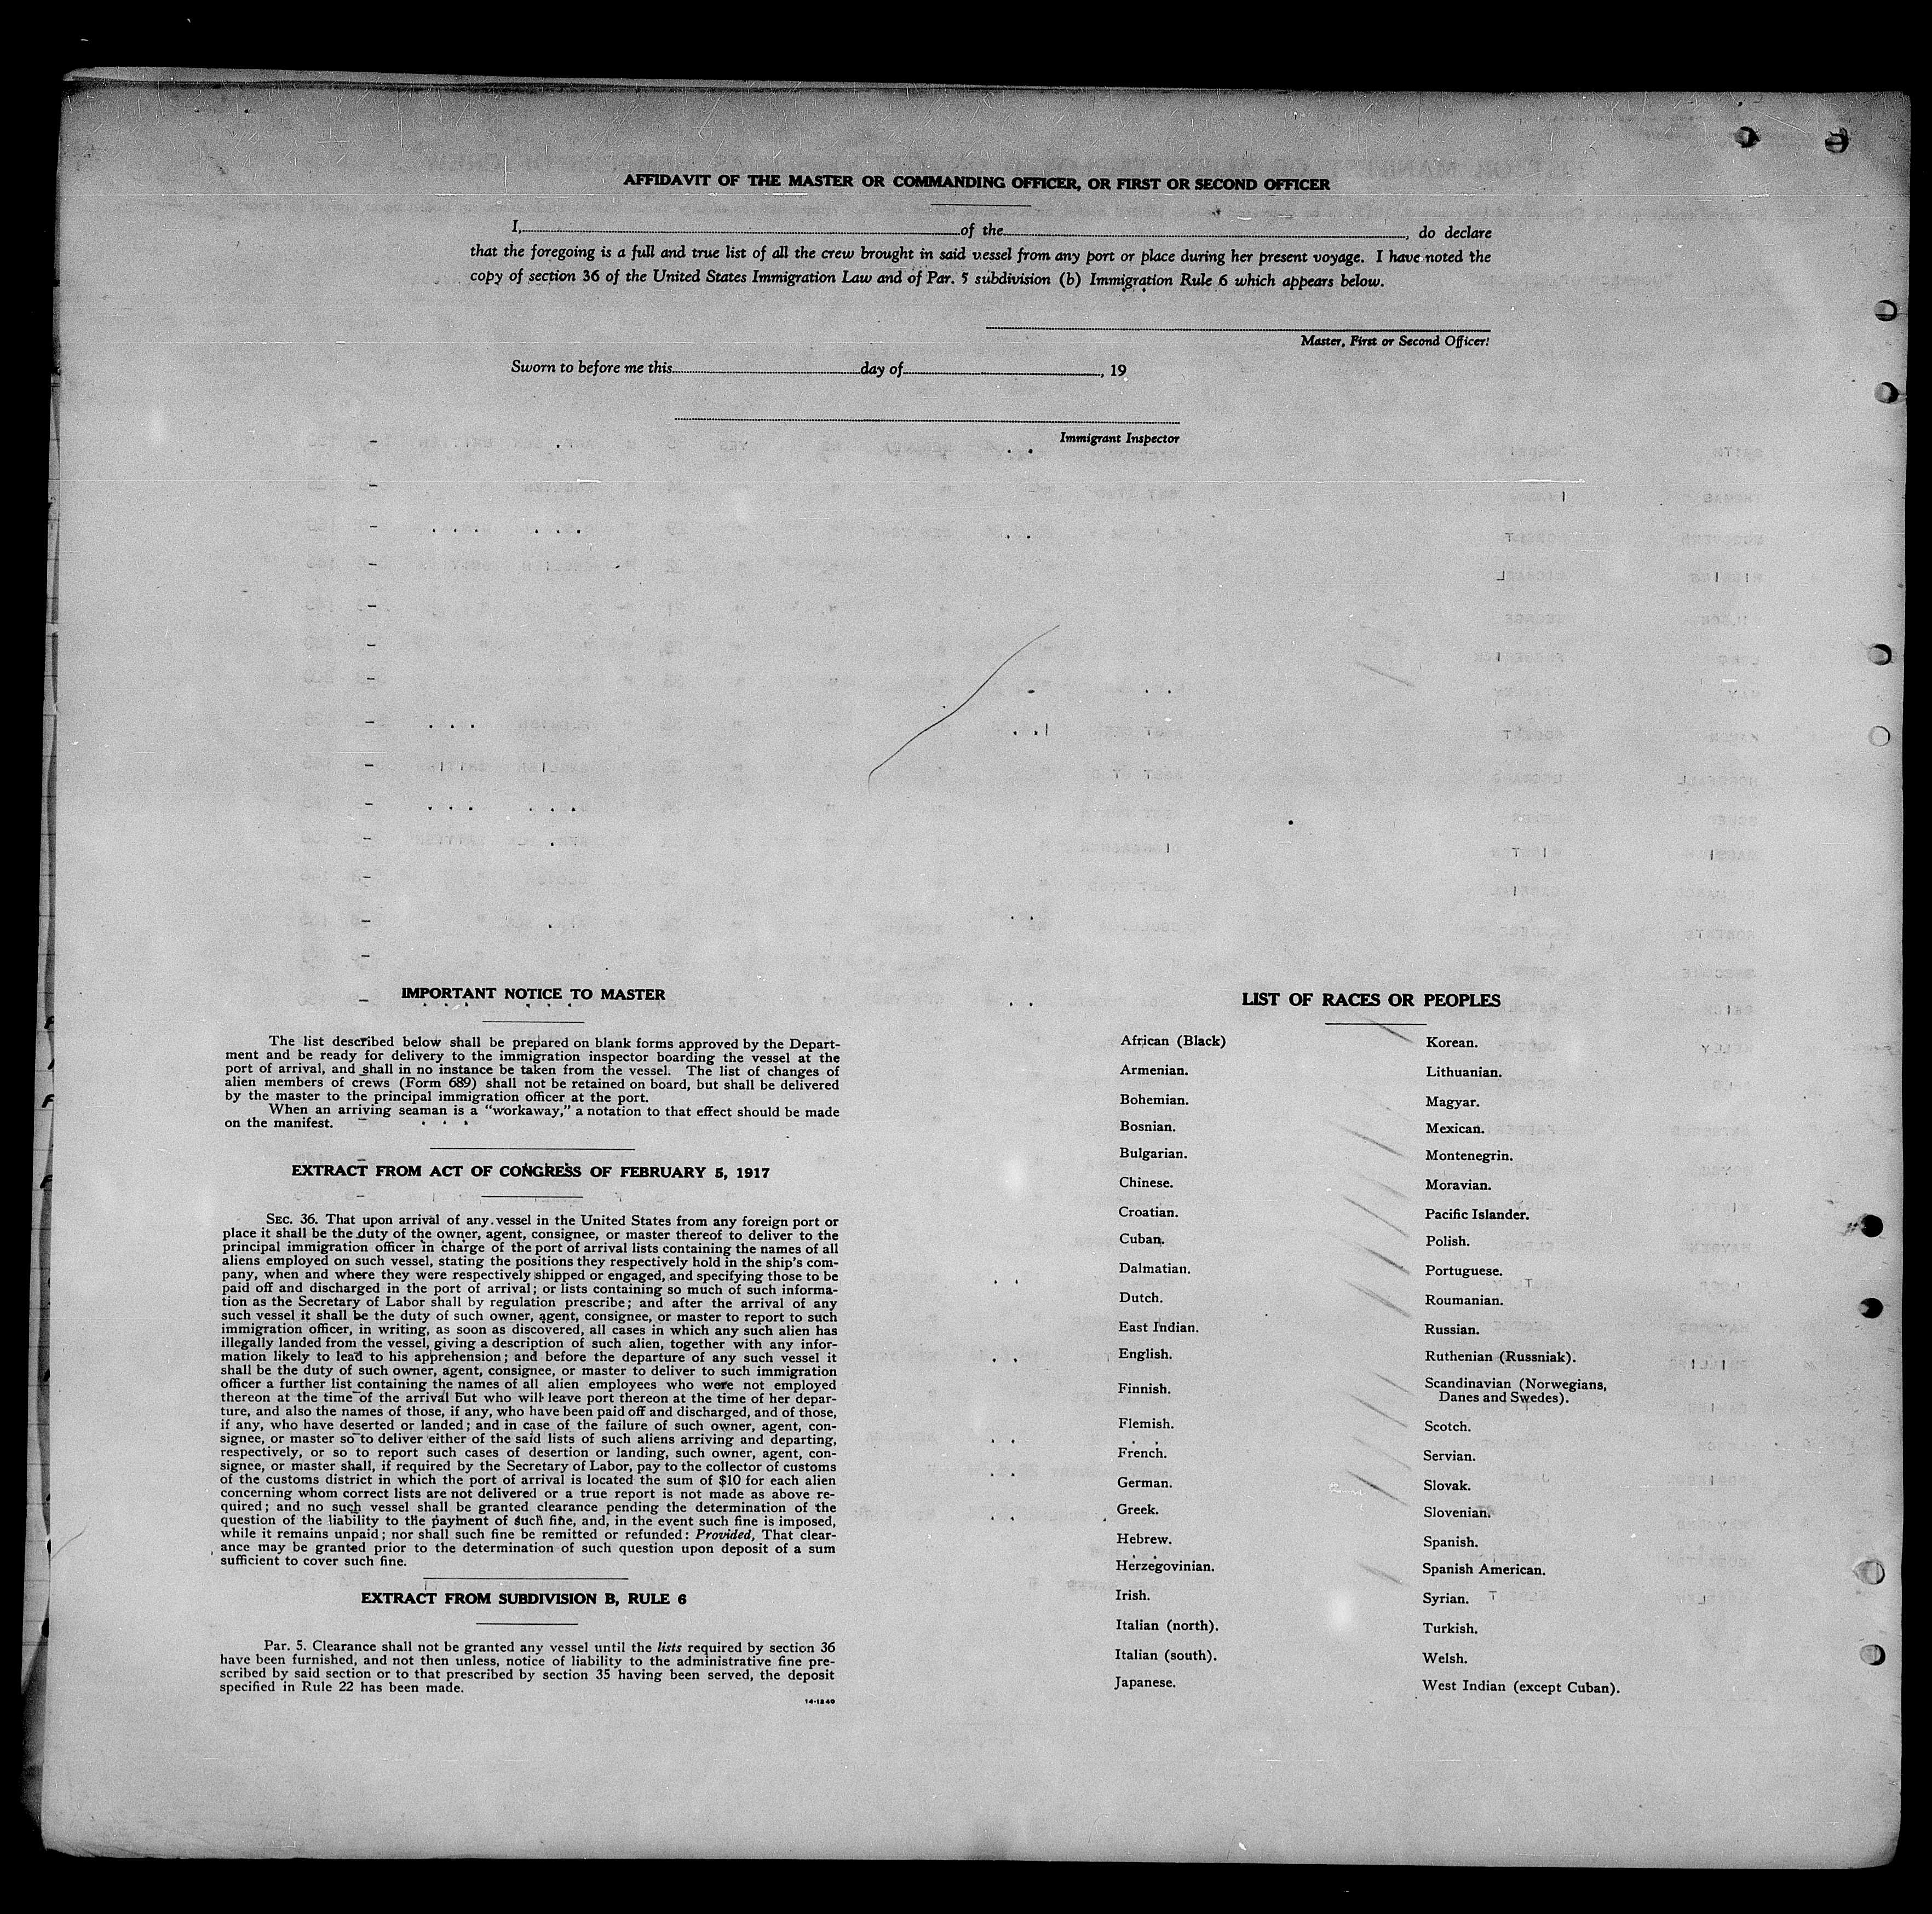 AFFIDAVIT OF THE MASTER OR COMMANDING OFFICER, OR FIRST OR SECOND OFFICER
I, of the , do declare
that the foregoing is a full and true list of all the crew brought in said vessel from any port or place during her present voyage. I have noted the
copy of section 36 of the United States Immigration Law and of Par. 5 subdivision (b) Immigration Rule 6 which appears below.
Master, First or Second Officer.
Sworn to before me this day of , 19
Immigrant Inspector
IMPORTANT NOTICE TO MASTER
The list described below shall be prepared on blank forms approved by the Depart-
ment and be ready for delivery to the immigration inspector boarding the vessel at the
port of arrival, and shall in no instance be taken from the vessel. The list of changes of
alien members of crews (Form 689) shall not be retained on board, but shall be delivered
by the master to the principal immigration officer at the port.
When an arriving seaman is a “workaway,” a notation to that effect should be made
on the manifest.
EXTRACT FROM ACT OF CONGRESS OF FEBRUARY 5, 1917
SEC. 36. That upon arrival of any vessel in the United States from any foreign port or
place it shall be the duty of the owner, agent, consignee, or master thereof to deliver to the
principal immigration officer in charge of the port of arrival lists containing the names of all
aliens employed on such vessel, stating the positions they respectively hold in the ship's com-
pany, when and where they were respectively shipped or engaged, and specifying those to be
paid off and discharged in the port of arrival; or lists containing so much of such informa-
tion as the Secretary of Labor shall by regulation prescribe; and after the arrival of any
such vessel it shall be the duty of such owner, agent, consignee, or master to report to such
immigration officer, in writing, as soon as discovered, all cases in which any such alien has
illegally landed from the vessel, giving a description of such alien, together with any infor-
mation likely to lead to his apprehension; and before the departure of any such vessel it
shall be the duty of such owner, agent, consignee, or master to deliver to such immigration
officer a further list containing the names of all alien employees who were not employed
thereon at the time of the arrival but who will leave port thereon at the time of her depar-
ture, and also the names of those, if any, who have been paid off and discharged, and of those,
if any, who have deserted or landed; and in case of the failure of such owner, agent, con-
signee, or master so to deliver either of the said lists of such aliens arriving and departing,
respectively, or so to report such cases of desertion or landing, such owner, agent, con-
signee, or master shall, if required by the Secretary of Labor, pay to the collector of customs
of the customs district in which the port of arrival is located the sum of $10 for each alien
concerning whom correct lists are not delivered or a true report is not made as above re-
quired; and no such vessel shall be granted clearance pending the determination of the
question of the liability to the payment of such fine, and, in the event such fine is imposed,
while it remains unpaid; nor shall such fine be remitted or refunded: Provided, That clear-
ance may be granted prior to the determination of such question upon deposit of a sum
sufficient to cover such fine.
EXTRACT FROM SUBDIVISION B, RULE 6
Par. 5. Clearance shall not be granted any vessel until the lists required by section 36
have been furnished, and not then unless, notice of liability to the administrative fine pre-
scribed by said section or to that prescribed by section 35 having been served, the deposit
specified in Rule 22 has been made.
14-1240
LIST OF RACES OR PEOPLES
African (Black)
Armenian.
Bohemian.
Bosnian.
Bulgarian.
Chinese.
Croatian.
Cuban.
Dalmatian.
Dutch.
East Indian.
English.
Finnish.
Flemish.
French.
German.
Greek.
Hebrew.
Herzegovinian.
Irish.
Italian (north).
Italian (south).
Japanese.
Korean.
Lithuanian.
Magyar.
Mexican.
Montenegrin.
Moravian.
Pacific Islander.
Polish.
Portuguese.
Roumanian.
Russian.
Ruthenian (Russniak).
Scandinavian (Norwegians,
Danes and Swedes).
Scotch.
Servian.
Slovak.
Slovenian.
Spanish.
Spanish American.
Syrian.
Turkish.
Welsh.
West Indian (except Cuban).